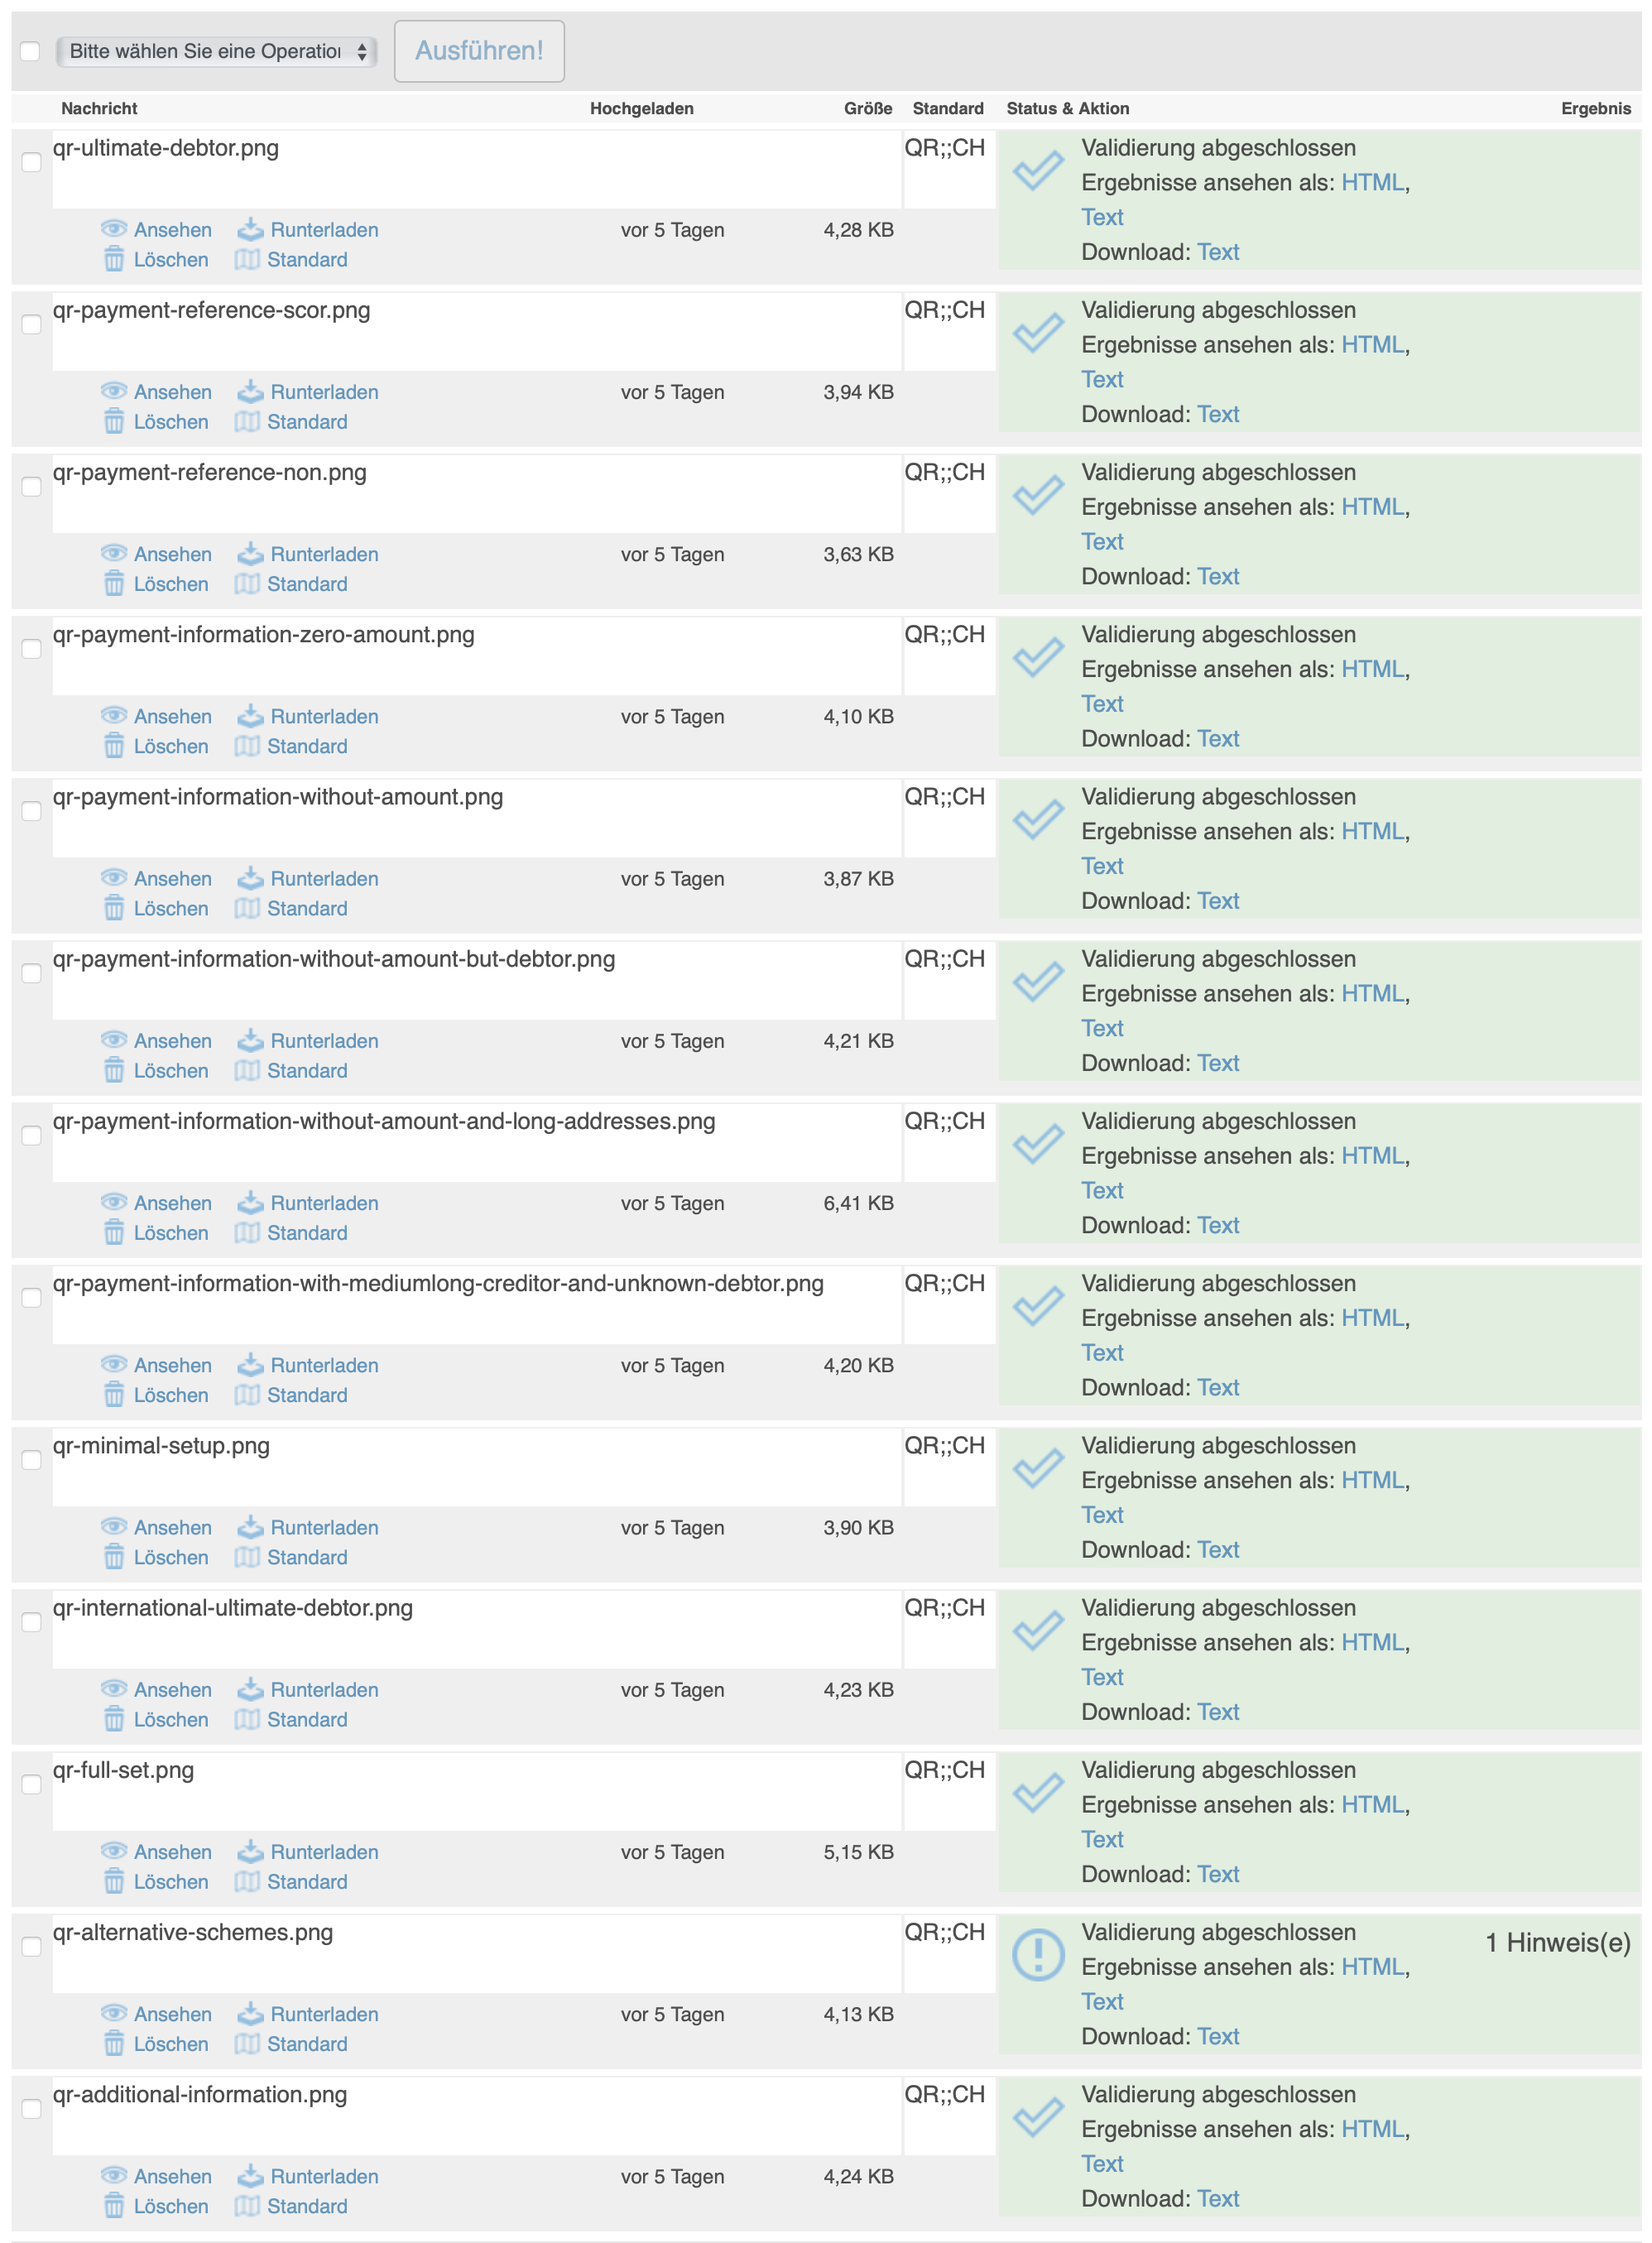 Bitte wählen Sie eine Operation Ausführen!
Nachricht Hochgeladen Größe Standard Status & Aktion Ergebnis
qr-ultimate-debtor.png QR;;CH Validierung abgeschlossen
Ergebnisse ansehen als: HTML,
Text
Ansehen Runterladen vor 5 Tagen 4,28 KB
Löschen Standard Download: Text
qr-payment-reference-scor.png QR;;CH Validierung abgeschlossen
Ergebnisse ansehen als: HTML,
Text
Ansehen Runterladen vor 5 Tagen 3,94 KB
Löschen Standard Download: Text
qr-payment-reference-non.png QR;;CH Validierung abgeschlossen
Ergebnisse ansehen als: HTML,
Text
Ansehen Runterladen vor 5 Tagen 3,63 KB
Löschen Standard Download: Text
qr-payment-information-zero-amount.png QR;;CH Validierung abgeschlossen
Ergebnisse ansehen als: HTML,
Text
Ansehen Runterladen vor 5 Tagen 4,10 KB
Löschen Standard Download: Text
qr-payment-information-without-amount.png QR;;CH Validierung abgeschlossen
Ergebnisse ansehen als: HTML,
Text
Ansehen Runterladen vor 5 Tagen 3,87 KB
Löschen Standard Download: Text
qr-payment-information-without-amount-but-debtor.png QR;;CH Validierung abgeschlossen
Ergebnisse ansehen als: HTML,
Text
Ansehen Runterladen vor 5 Tagen 4,21 KB
Löschen Standard Download: Text
qr-payment-information-without-amount-and-long-addresses.png QR;;CH Validierung abgeschlossen
Ergebnisse ansehen als: HTML,
Text
Ansehen Runterladen vor 5 Tagen 6,41 KB
Löschen Standard Download: Text
qr-payment-information-with-mediumlong-creditor-and-unknown-debtor.png QR;;CH Validierung abgeschlossen
Ergebnisse ansehen als: HTML,
Text
Ansehen Runterladen vor 5 Tagen 4,20 KB
Löschen Standard Download: Text
qr-minimal-setup.png QR;;CH Validierung abgeschlossen
Ergebnisse ansehen als: HTML,
Text
Ansehen Runterladen vor 5 Tagen 3,90 KB
Löschen Standard Download: Text
qr-international-ultimate-debtor.png QR;;CH Validierung abgeschlossen
Ergebnisse ansehen als: HTML,
Text
Ansehen Runterladen vor 5 Tagen 4,23 KB
Löschen Standard Download: Text
qr-full-set.png QR;;CH Validierung abgeschlossen
Ergebnisse ansehen als: HTML,
Text
Ansehen Runterladen vor 5 Tagen 5,15 KB
Löschen Standard Download: Text
qr-alternative-schemes.png QR;;CH Validierung abgeschlossen 1 Hinweis(e)
Ergebnisse ansehen als: HTML,
Text
Ansehen Runterladen vor 5 Tagen 4,13 KB
Löschen Standard Download: Text
qr-additional-information.png QR;;CH Validierung abgeschlossen
Ergebnisse ansehen als: HTML,
Text
Ansehen Runterladen vor 5 Tagen 4,24 KB
Löschen Standard Download: Text